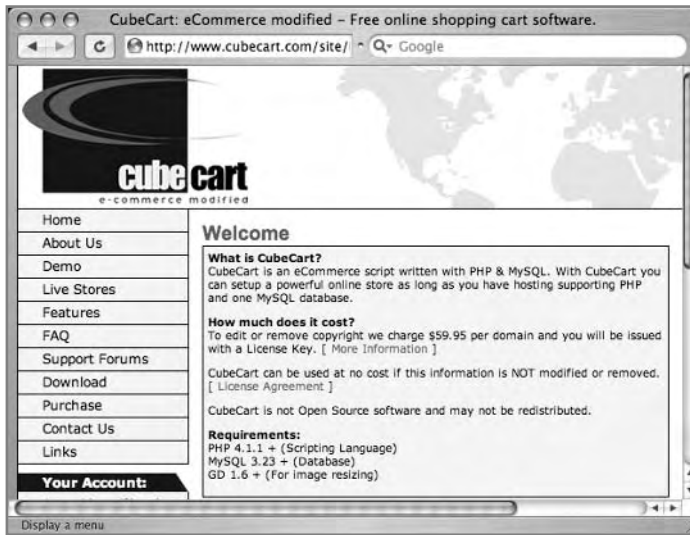 CubeCart: eCommerce modified – Free online shopping cart software.
http://www.cubecart.com/site/
Google
cubecart
e-commerce modified
Home
About Us
Demo
Live Stores
Features
FAQ
Support Forums
Download
Purchase
Contact Us
Links
Your Account:
Welcome
What is CubeCart?
CubeCart is an eCommerce script written with PHP & MySQL. With CubeCart you
can setup a powerful online store as long as you have hosting supporting PHP
and one MySQL database.
How much does it cost?
To edit or remove copyright we charge $59.95 per domain and you will be issued
with a License Key. [ More Information ]
CubeCart can be used at no cost if this information is NOT modified or removed.
[ License Agreement ]
CubeCart is not Open Source software and may not be redistributed.
Requirements:
PHP 4.1.1 + (Scripting Language)
MySQL 3.23 + (Database)
GD 1.6 + (For image resizing)
Display a menu